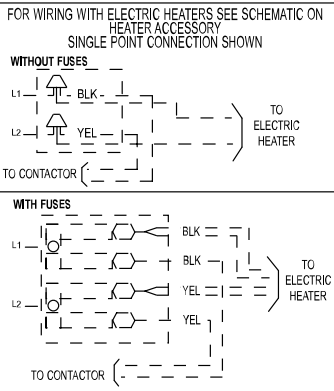 FOR WIRING WITH ELECTRIC HEATERS SEE SCHEMATIC ON
HEATER ACCESSORY
SINGLE POINT CONNECTION SHOWN
WITHOUT FUSES
L1
BLK
L2
YEL
TO
ELECTRIC
HEATER
TO CONTACTOR
WITH FUSES
BLK
L1
BLK
YEL
L2
YEL
TO
ELECTRIC
HEATER
TO CONTACTOR